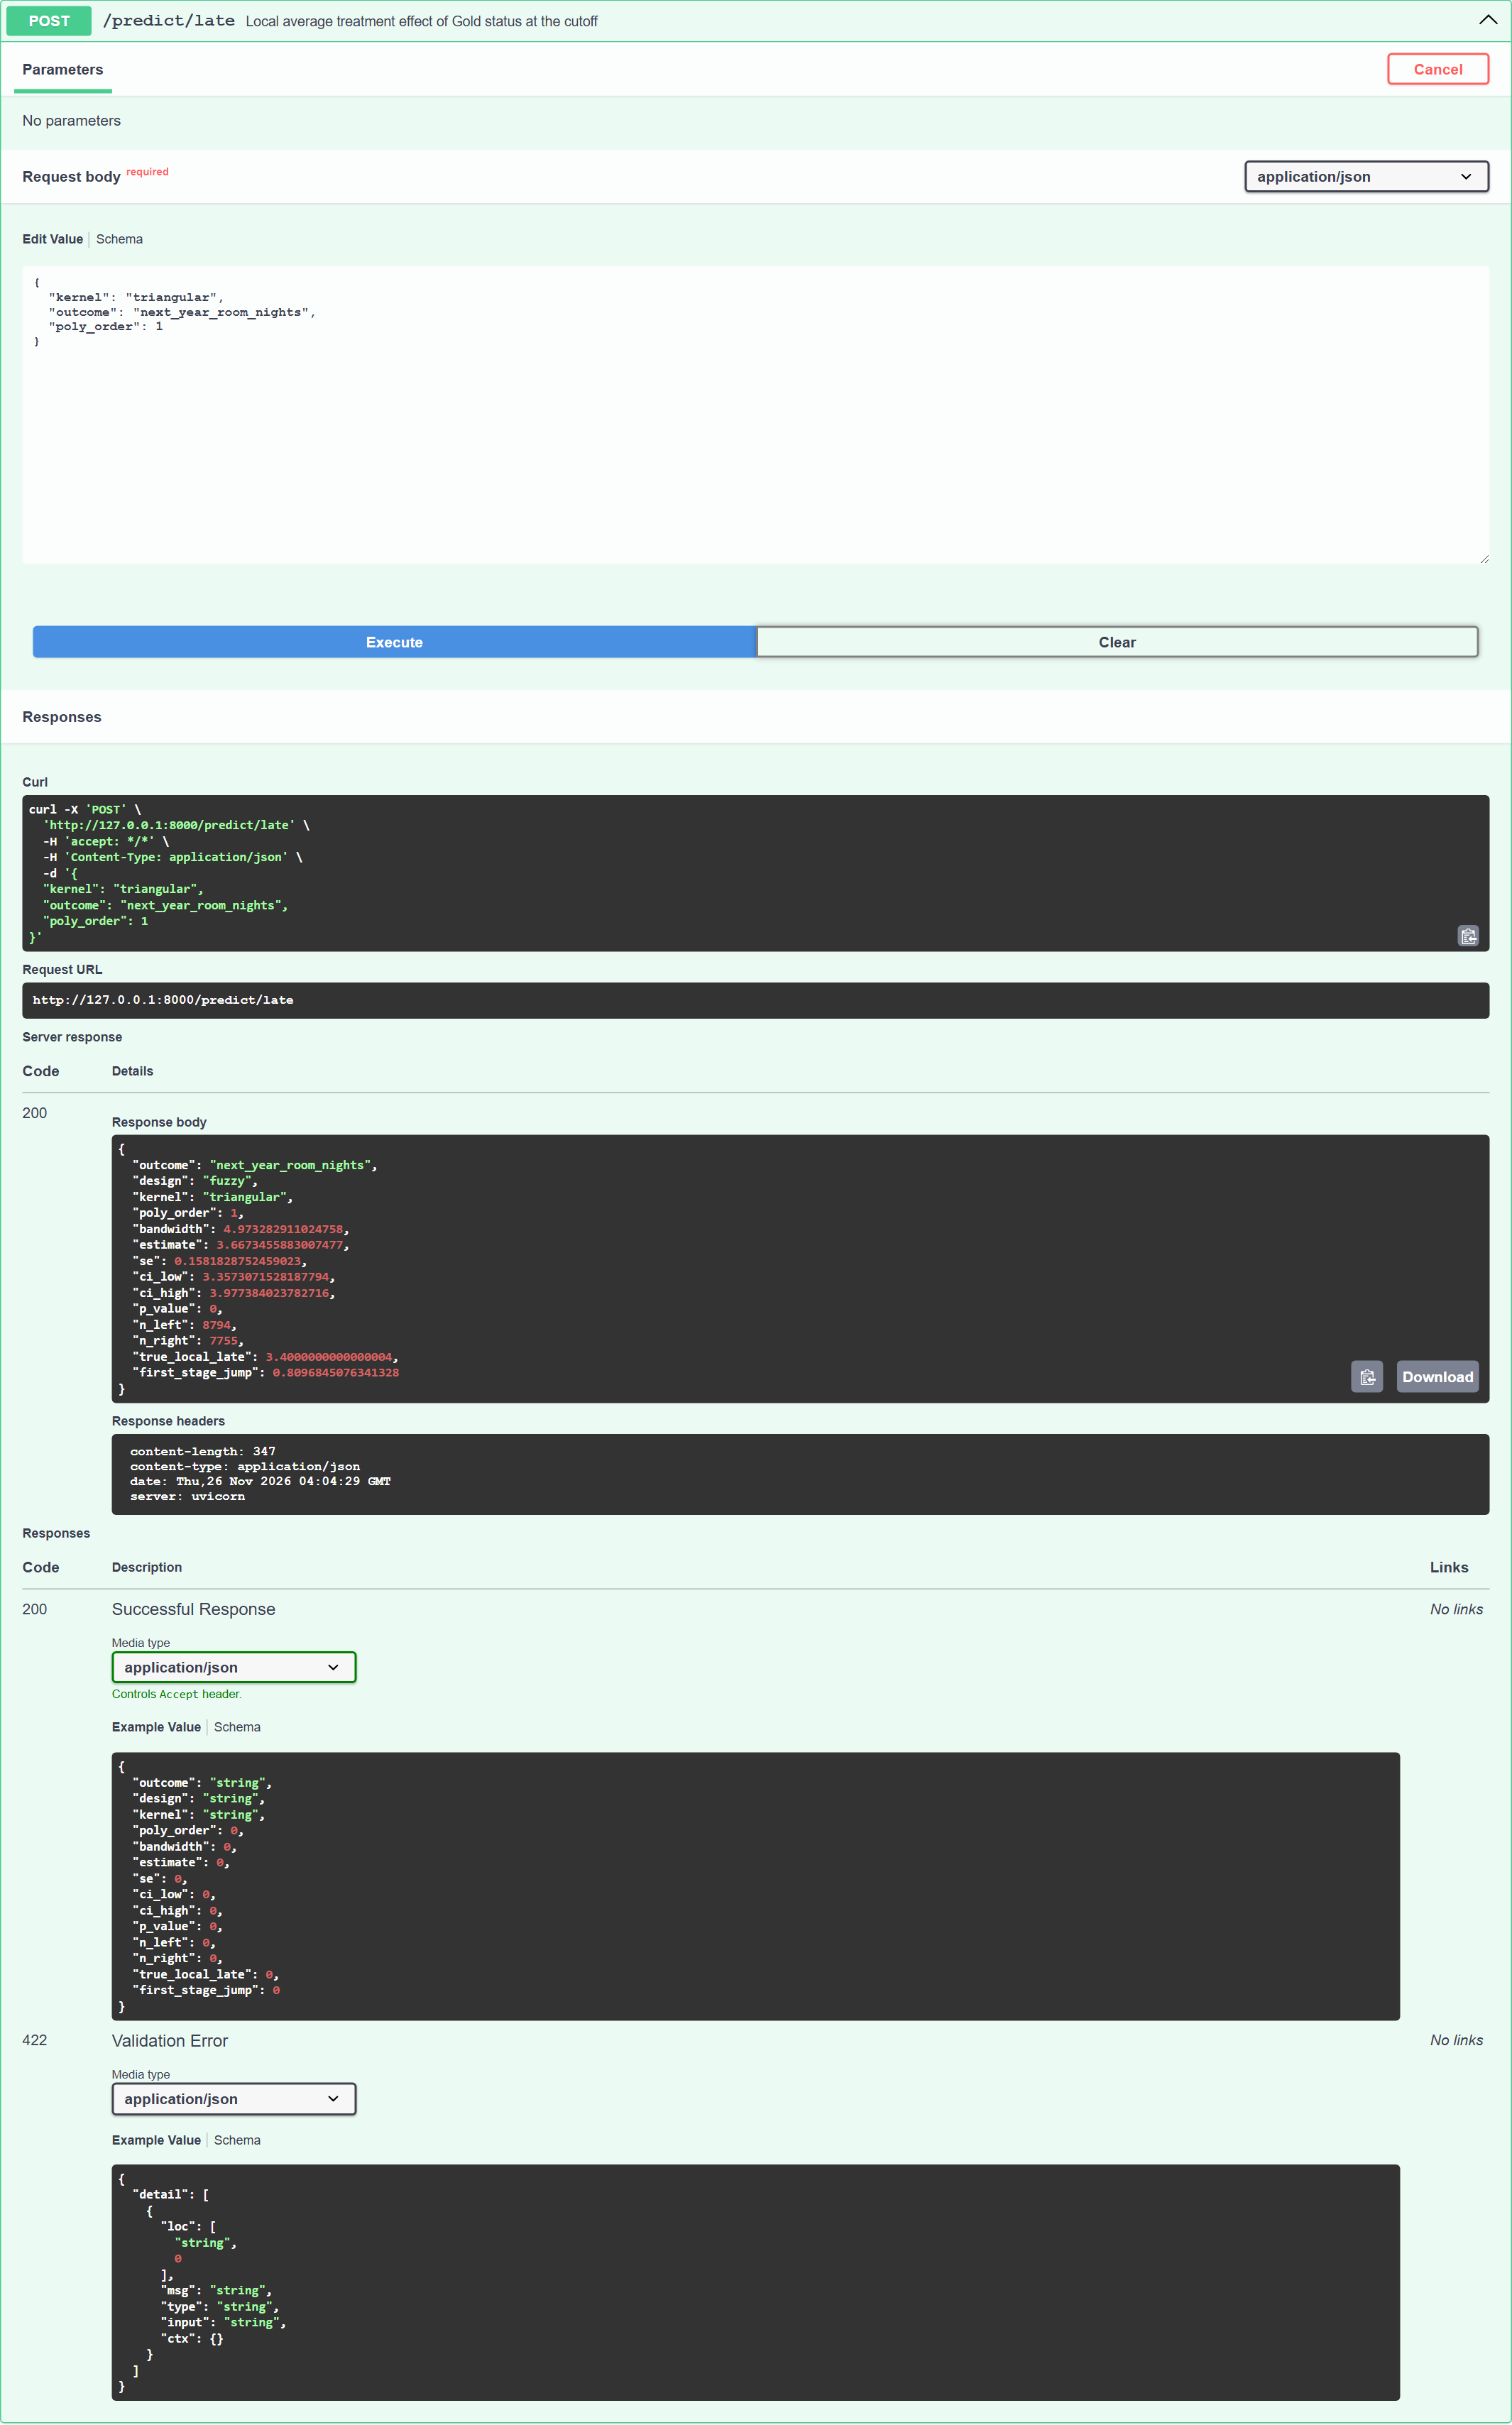 POST /predict/late Local average treatment effect of Gold status at the cutoff
Parameters
Cancel
No parameters
Request body required
application/json
Edit Value | Schema
{
  "kernel": "triangular",
  "outcome": "next_year_room_nights",
  "poly_order": 1
}
Execute
Clear
Responses
Curl
curl -X 'POST' \
  'http://127.0.0.1:8000/predict/late' \
  -H 'accept: */*' \
  -H 'Content-Type: application/json' \
  -d '{
  "kernel": "triangular",
  "outcome": "next_year_room_nights",
  "poly_order": 1
}'
Request URL
http://127.0.0.1:8000/predict/late
Server response
Code Details
200
Response body
{
  "outcome": "next_year_room_nights",
  "design": "fuzzy",
  "kernel": "triangular",
  "poly_order": 1,
  "bandwidth": 4.973282911024758,
  "estimate": 3.6673455883007477,
  "se": 0.1581828752459023,
  "ci_low": 3.3573071528187794,
  "ci_high": 3.977384023782716,
  "p_value": 0,
  "n_left": 8794,
  "n_right": 7755,
  "true_local_late": 3.4000000000000004,
  "first_stage_jump": 0.8096845076341328
}
Download
Response headers
content-length: 347
content-type: application/json
date: Thu,26 Nov 2026 04:04:29 GMT
server: uvicorn
Responses
Code Description Links
200 Successful Response No links
Media type
application/json
Controls Accept header.
Example Value | Schema
{
  "outcome": "string",
  "design": "string",
  "kernel": "string",
  "poly_order": 0,
  "bandwidth": 0,
  "estimate": 0,
  "se": 0,
  "ci_low": 0,
  "ci_high": 0,
  "p_value": 0,
  "n_left": 0,
  "n_right": 0,
  "true_local_late": 0,
  "first_stage_jump": 0
}
422 Validation Error No links
Media type
application/json
Example Value | Schema
{
  "detail": [
    {
      "loc": [
        "string",
        0
      ],
      "msg": "string",
      "type": "string",
      "input": "string",
      "ctx": {}
    }
  ]
}